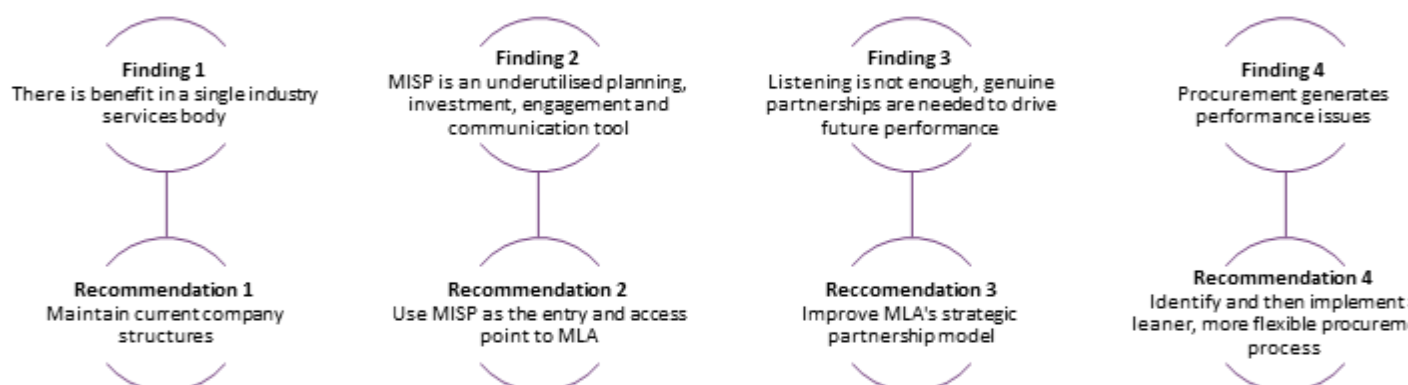 Finding 1
There is benefit in a single industry
services body
Finding 2
MISP is an underutilised planning,
investment, engagement and
communication tool
Finding 3
Listening is not enough, genuine
partnerships are needed to drive
future performance
Finding 4
Procurement generates
performance issues
Recommendation 1
Maintain current company
structures
Recommendation 2
Use MISP as the entry and access
point to MLA
Reccomendation 3
Improve MLA's strategic
partnership model
Recommendation 4
Identify and then implement
leaner, more flexible procurem
process